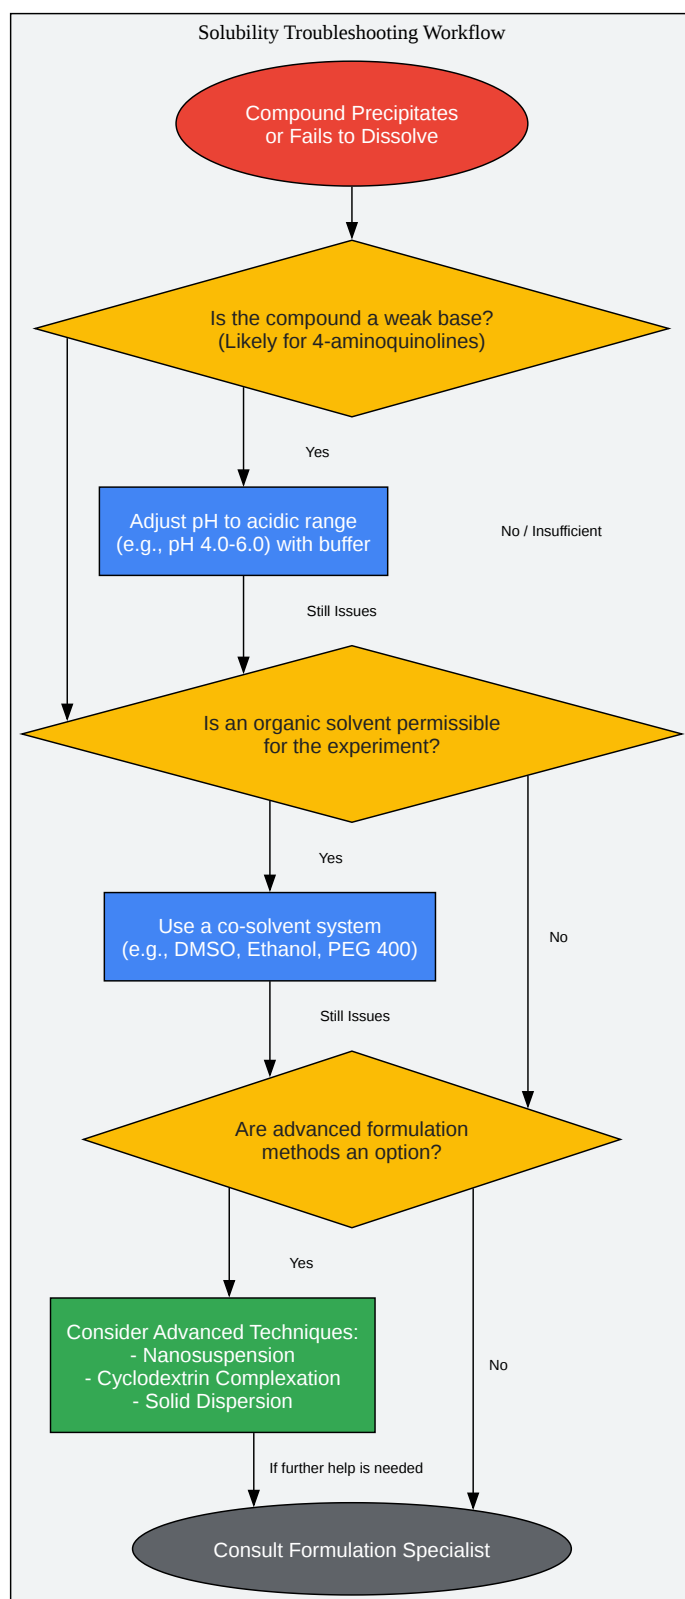 Solubility Troubleshooting Workflow
Compound Precipitates
or Fails to Dissolve
Is the compound a weak base?
(Likely for 4-aminoquinolines)
Yes
Adjust pH to acidic range
(e.g., pH 4.0-6.0) with buffer
No / Insufficient
Still Issues
Is an organic solvent permissible
for the experiment?
Yes
Use a co-solvent system
(e.g., DMSO, Ethanol, PEG 400)
No
Still Issues
Are advanced formulation
methods an option?
Yes
Consider Advanced Techniques:
- Nanosuspension
- Cyclodextrin Complexation
- Solid Dispersion
No
If further help is needed
Consult Formulation Specialist